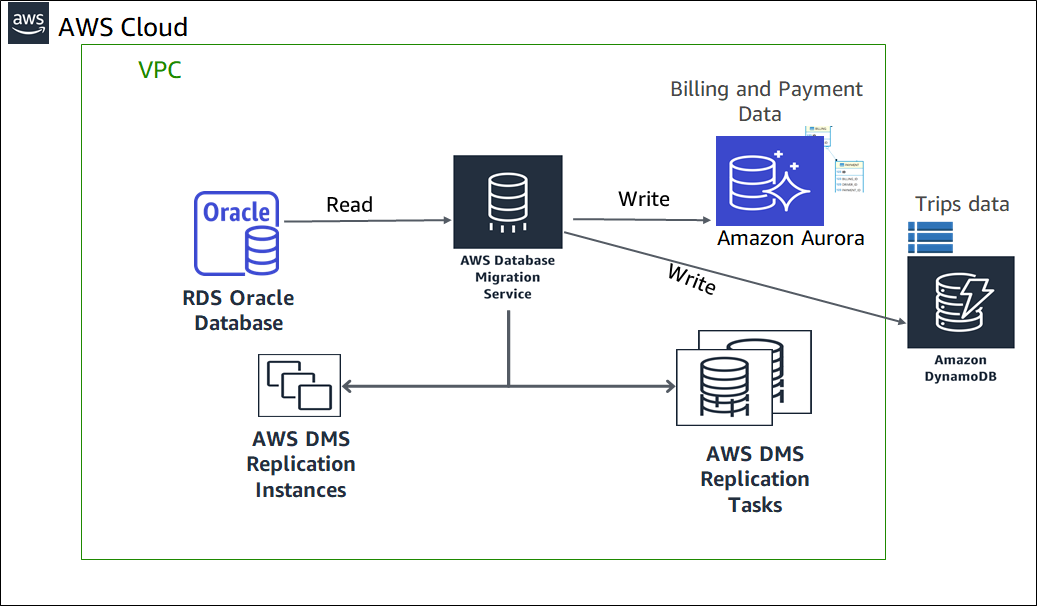 aws
AWS Cloud
VPC
Billing and Payment
Data
Trips data
Oracle
Read
Write
Amazon Aurora
Write
AWS Database
Migration
Service
RDS Oracle
Database
Amazon
DynamoDB
AWS DMS
Replication
Instances
AWS DMS
Replication
Tasks